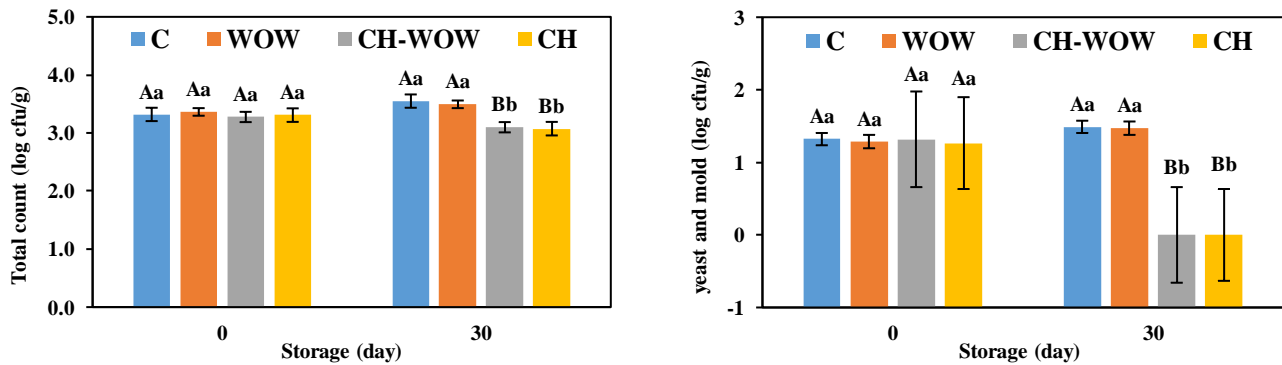 Total count (log cfu/g)
5.0
4.0
3.0
2.0
1.0
0.0
C WOW CH-WOW CH
Aa Aa Aa Aa
Aa Aa Bb Bb
0 30
Storage (day)
yeast and mold (log cfu/g)
3
2
1
0
-1
C WOW CH-WOW CH
Aa Aa Aa Aa
Aa Aa Bb Bb
0 30
Storage (day)